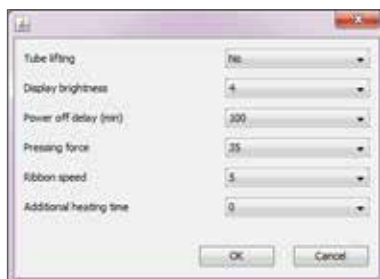 Tube lifting No
Display brightness 4
Power off delay (min) 100
Pressing force 35
Ribbon speed 5
Additional heating time 0
OK Cancel